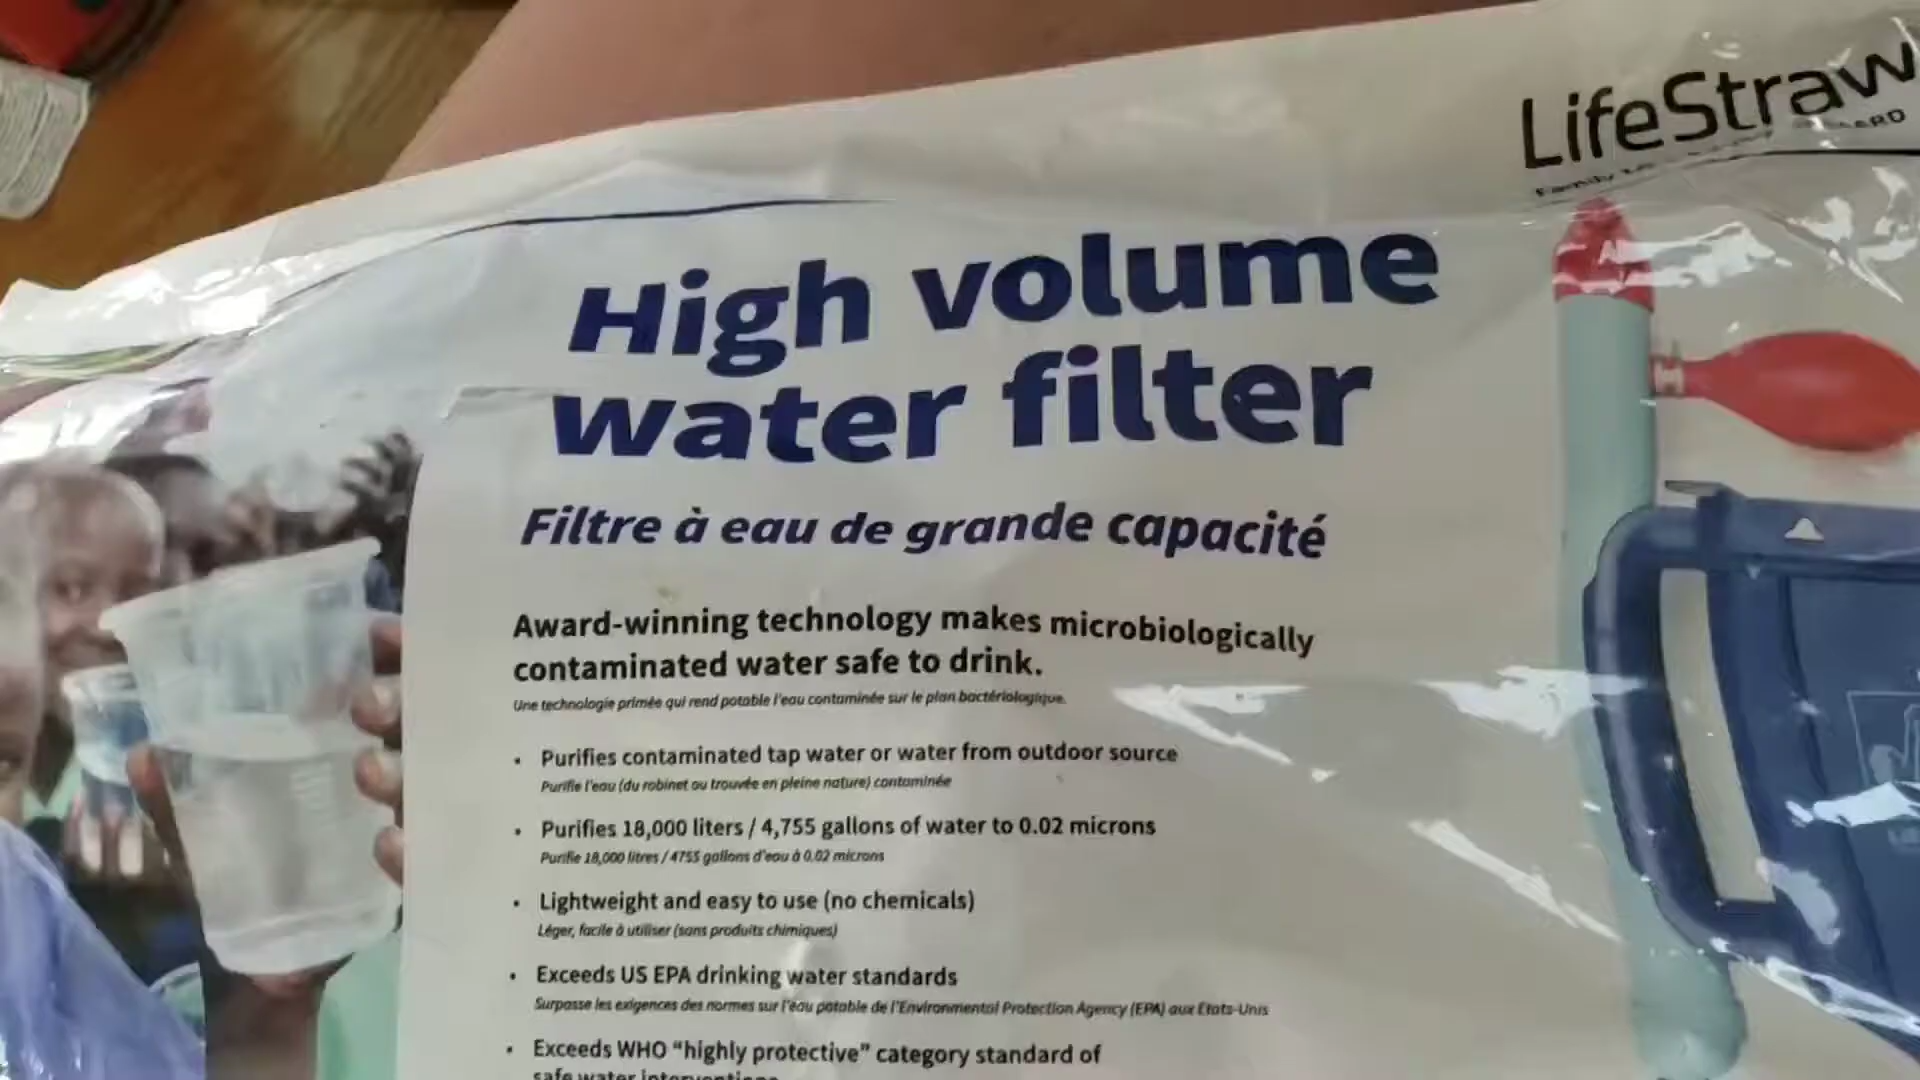 LifeStraw
High volume
water filter
Filtre à eau de grande capacité
Award-winning technology makes microbiologically
contaminated water safe to drink.
Une technologie primée qui rend potable l'eau contaminée sur le plan bactériologique.
• Purifies contaminated tap water or water from outdoor source
Purifie l'eau (du robinet ou trouvée en pleine nature) contaminée
• Purifies 18,000 liters / 4,755 gallons of water to 0.02 microns
Purifie 18,000 litres / 4755 gallons d'eau à 0,02 microns
• Lightweight and easy to use (no chemicals)
Léger, facile à utiliser (sans produits chimiques)
• Exceeds US EPA drinking water standards
Surpasse les exigences des normes sur l'eau potable de l'Environmental Protection Agency (EPA) aux Etats-Unis
• Exceeds WHO "highly protective" category standard of
safe water interventions